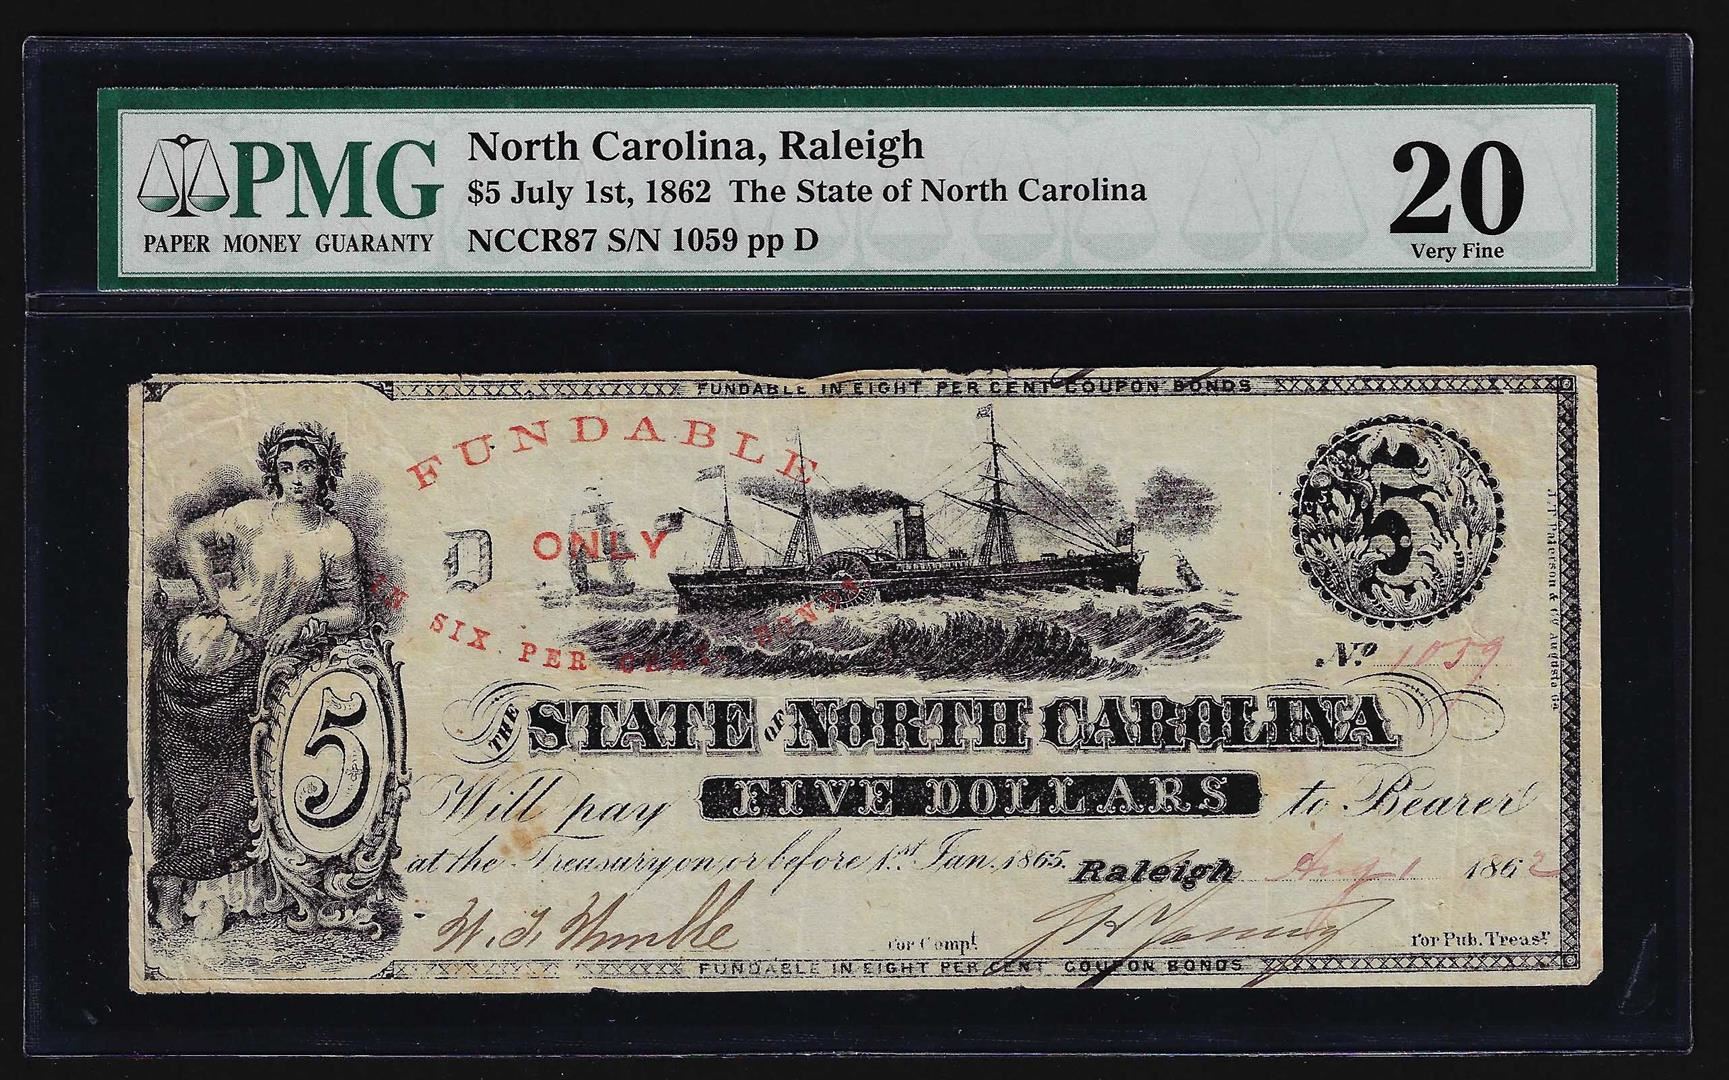 PMG
PAPER MONEY GUARANTY
North Carolina, Raleigh
$5 July 1st, 1862 The State of North Carolina
NCCR87 S/N 1059 pp D
20
Very Fine
FUNDABLE IN EIGHT PER CENT COUPON BONDS
FUNDABLE
ONLY
IN SIX PER CENT. BONDS
D
5
No 1059
J. T. Paterson & Co Augusta Ga
THE STATE OF NORTH CAROLINA
5
Will pay FIVE DOLLARS to Bearer
at the Treasury on or before 1st Jan. 1865. Raleigh Aug 1 1862
for Compt for Pub. Treasr
FUNDABLE IN EIGHT PER CENT COUPON BONDS